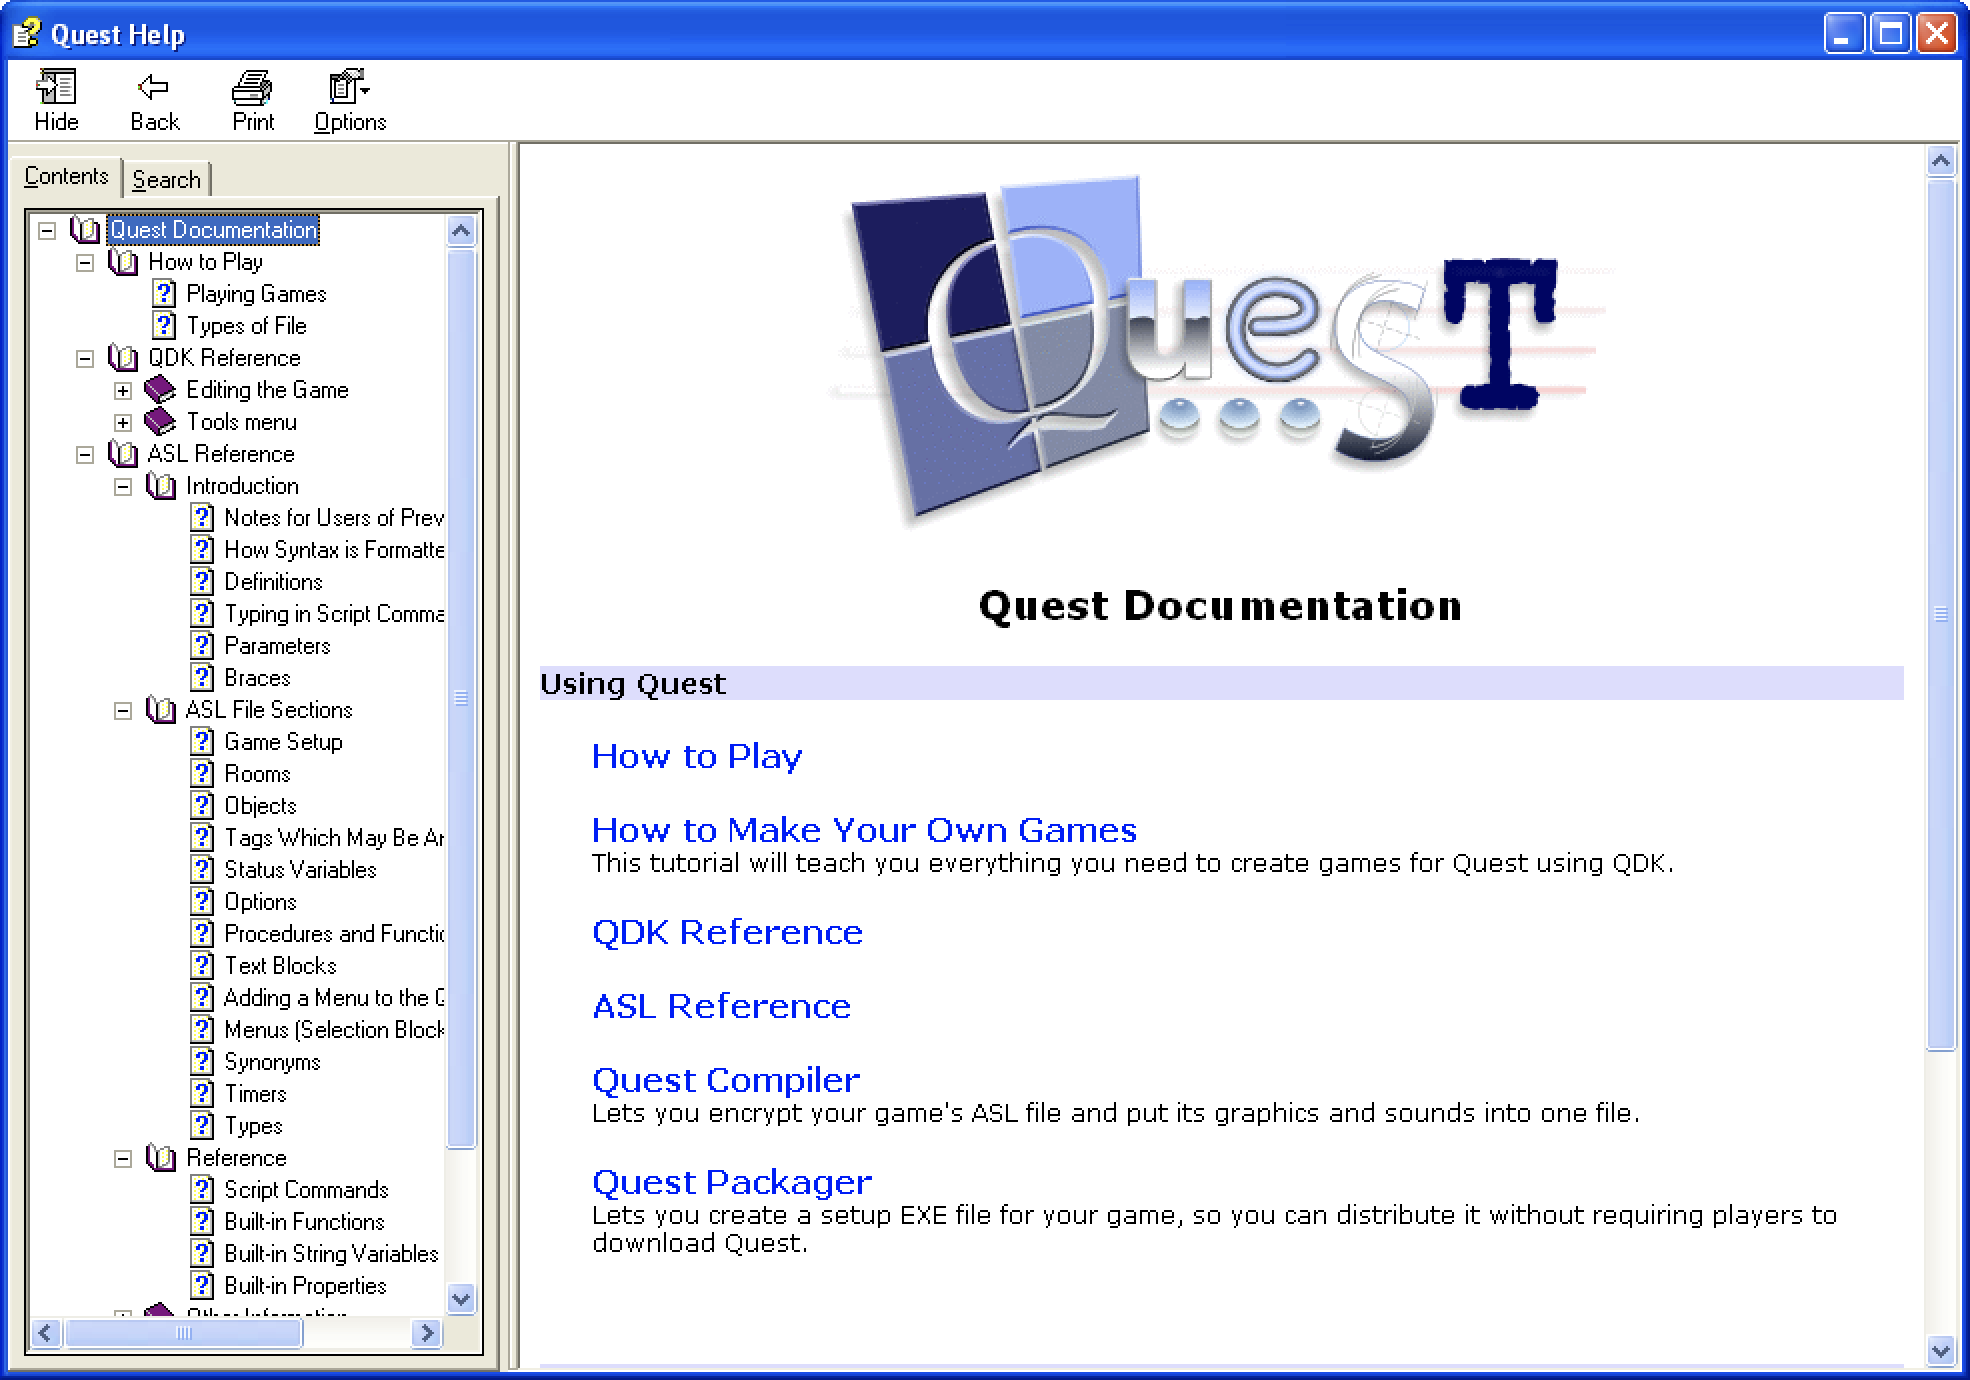 Quest Help
Hide Back Print Options
Contents Search
Quest Documentation
How to Play
Playing Games
Types of File
QDK Reference
Editing the Game
Tools menu
ASL Reference
Introduction
Notes for Users of Prev
How Syntax is Formatte
Definitions
Typing in Script Comma
Parameters
Braces
ASL File Sections
Game Setup
Rooms
Objects
Tags Which May Be Ar
Status Variables
Options
Procedures and Functio
Text Blocks
Adding a Menu to the
Menus (Selection Block
Synonyms
Timers
Types
Reference
Script Commands
Built-in Functions
Built-in String Variables
Built-in Properties
Other Information
Quest
Quest Documentation
Using Quest
How to Play
How to Make Your Own Games
This tutorial will teach you everything you need to create games for Quest using QDK.
QDK Reference
ASL Reference
Quest Compiler
Lets you encrypt your game's ASL file and put its graphics and sounds into one file.
Quest Packager
Lets you create a setup EXE file for your game, so you can distribute it without requiring players to
download Quest.